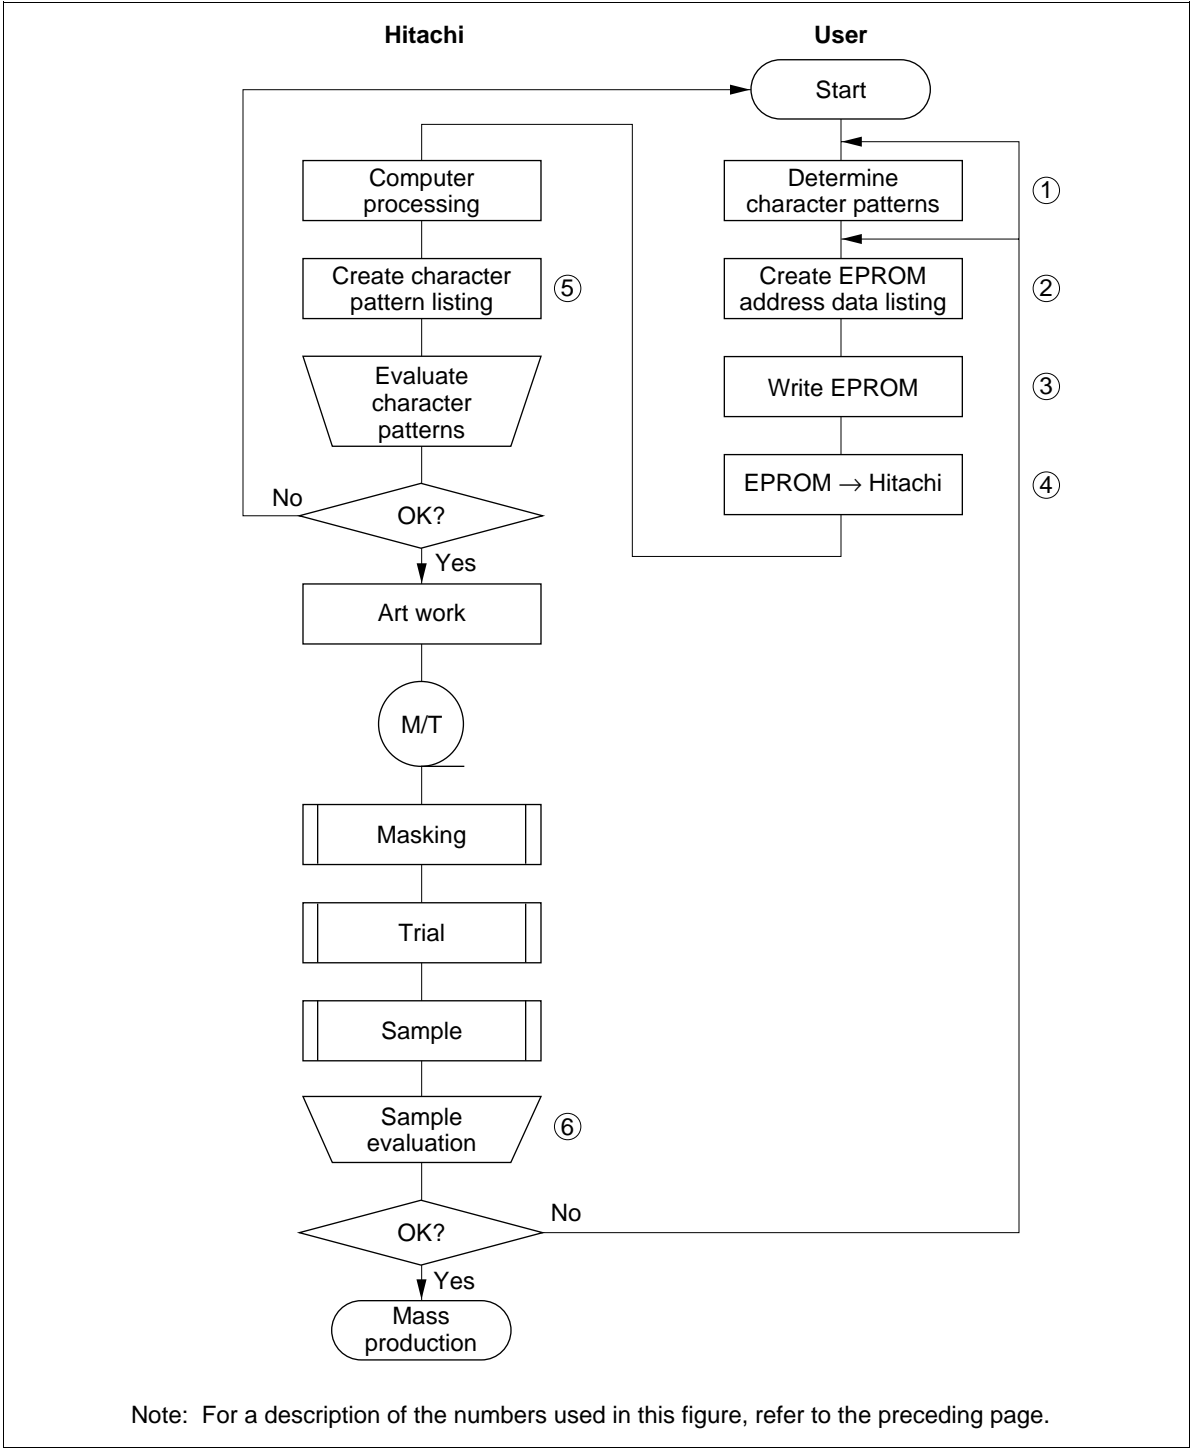 Hitachi
User
Start
Determine
character patterns
①
Create EPROM
address data listing
②
Write EPROM
③
EPROM → Hitachi
④
Computer
processing
Create character
pattern listing
⑤
Evaluate
character
patterns
OK?
No
Yes
Art work
M/T
Masking
Trial
Sample
Sample
evaluation
⑥
OK?
No
Yes
Mass
production
Note: For a description of the numbers used in this figure, refer to the preceding page.